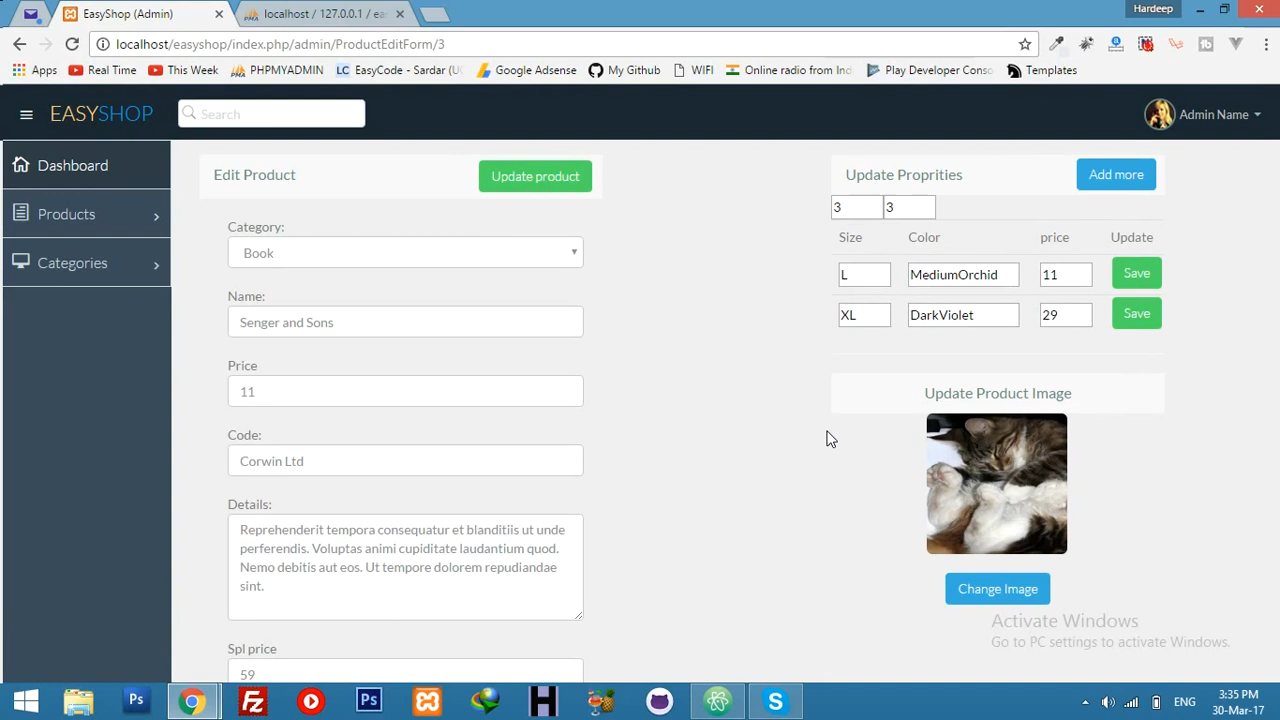 EasyShop (Admin)
localhost / 127.0.0.1 / eas
Hardeep
localhost/easyshop/index.php/admin/ProductEditForm/3
Apps Real Time This Week PHPMYADMIN EasyCode - Sardar (UC Google Adsense My Github WIFI Online radio from Ind Play Developer Conso Templates
EASYSHOP Search Admin Name
Dashboard
Products
Categories
Edit Product
Update product
Category:
Book
Name:
Senger and Sons
Price
11
Code:
Corwin Ltd
Details:
Reprehenderit tempora consequatur et blanditiis ut unde
perferendis. Voluptas animi cupiditate laudantium quod.
Nemo debitis aut eos. Ut tempore dolorem repudiandae
sint.
Spl price
59
Update Proprities
Add more
3 3
Size Color price Update
L MediumOrchid 11 Save
XL DarkViolet 29 Save
Update Product Image
Change Image
Activate Windows
Go to PC settings to activate Windows.
ENG
3:35 PM
30-Mar-17